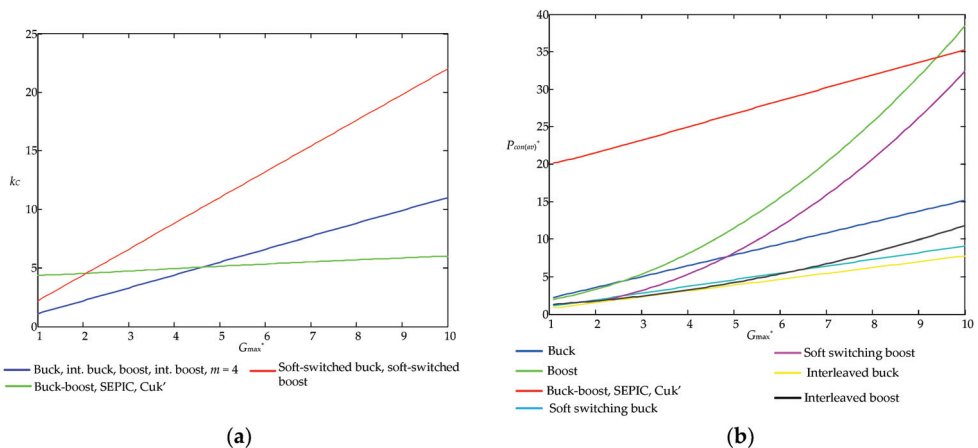 25
20
15
10
5
0
kC
1 2 3 4 5 6 7 8 9 10
Gmax*
Buck, int. buck, boost, int. boost, m = 4
Soft-switched buck, soft-switched
boost
Buck-boost, SEPIC, Cuk’
(a)
40
35
30
25
20
15
10
5
0
Pcon(av)*
1 2 3 4 5 6 7 8 9 10
Gmax*
Buck
Boost
Buck-boost, SEPIC, Cuk’
Soft switching buck
Soft switching boost
Interleaved buck
Interleaved boost
(b)